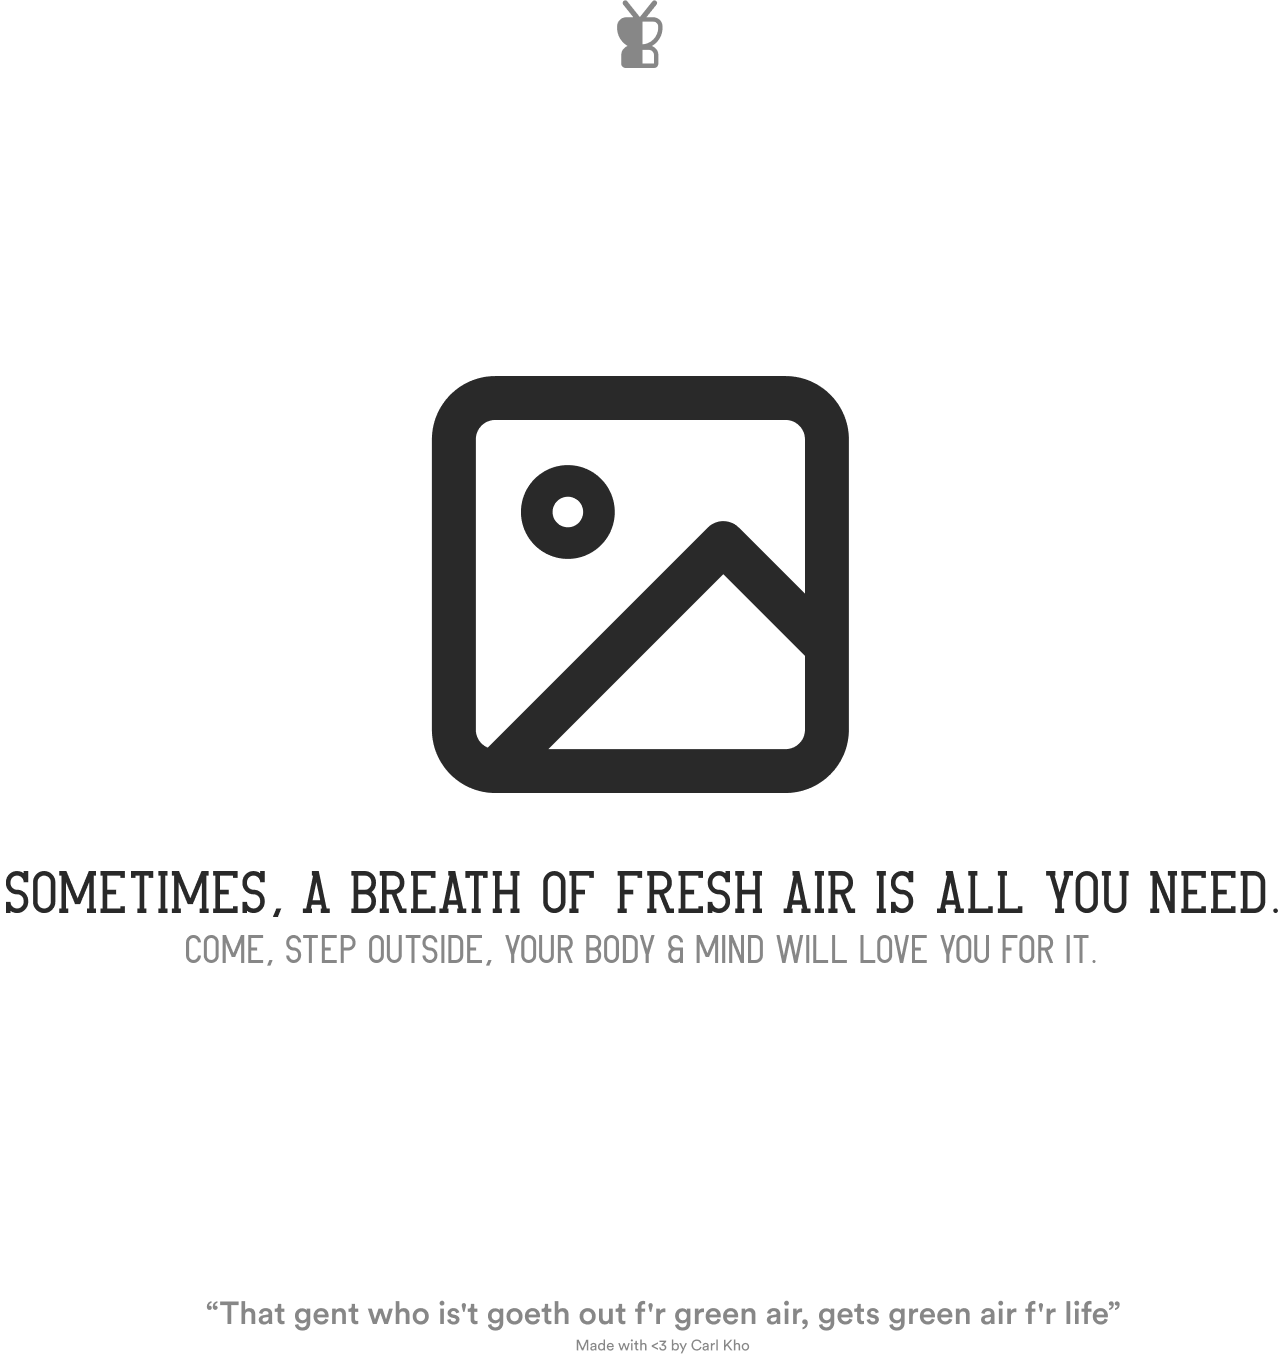 SOMETIMES, A BREATH OF FRESH AIR IS ALL YOU NEED.
COME, STEP OUTSIDE, YOUR BODY & MIND WILL LOVE YOU FOR IT.
“That gent who is't goeth out f'r green air, gets green air f'r life”
Made with <3 by Carl Kho